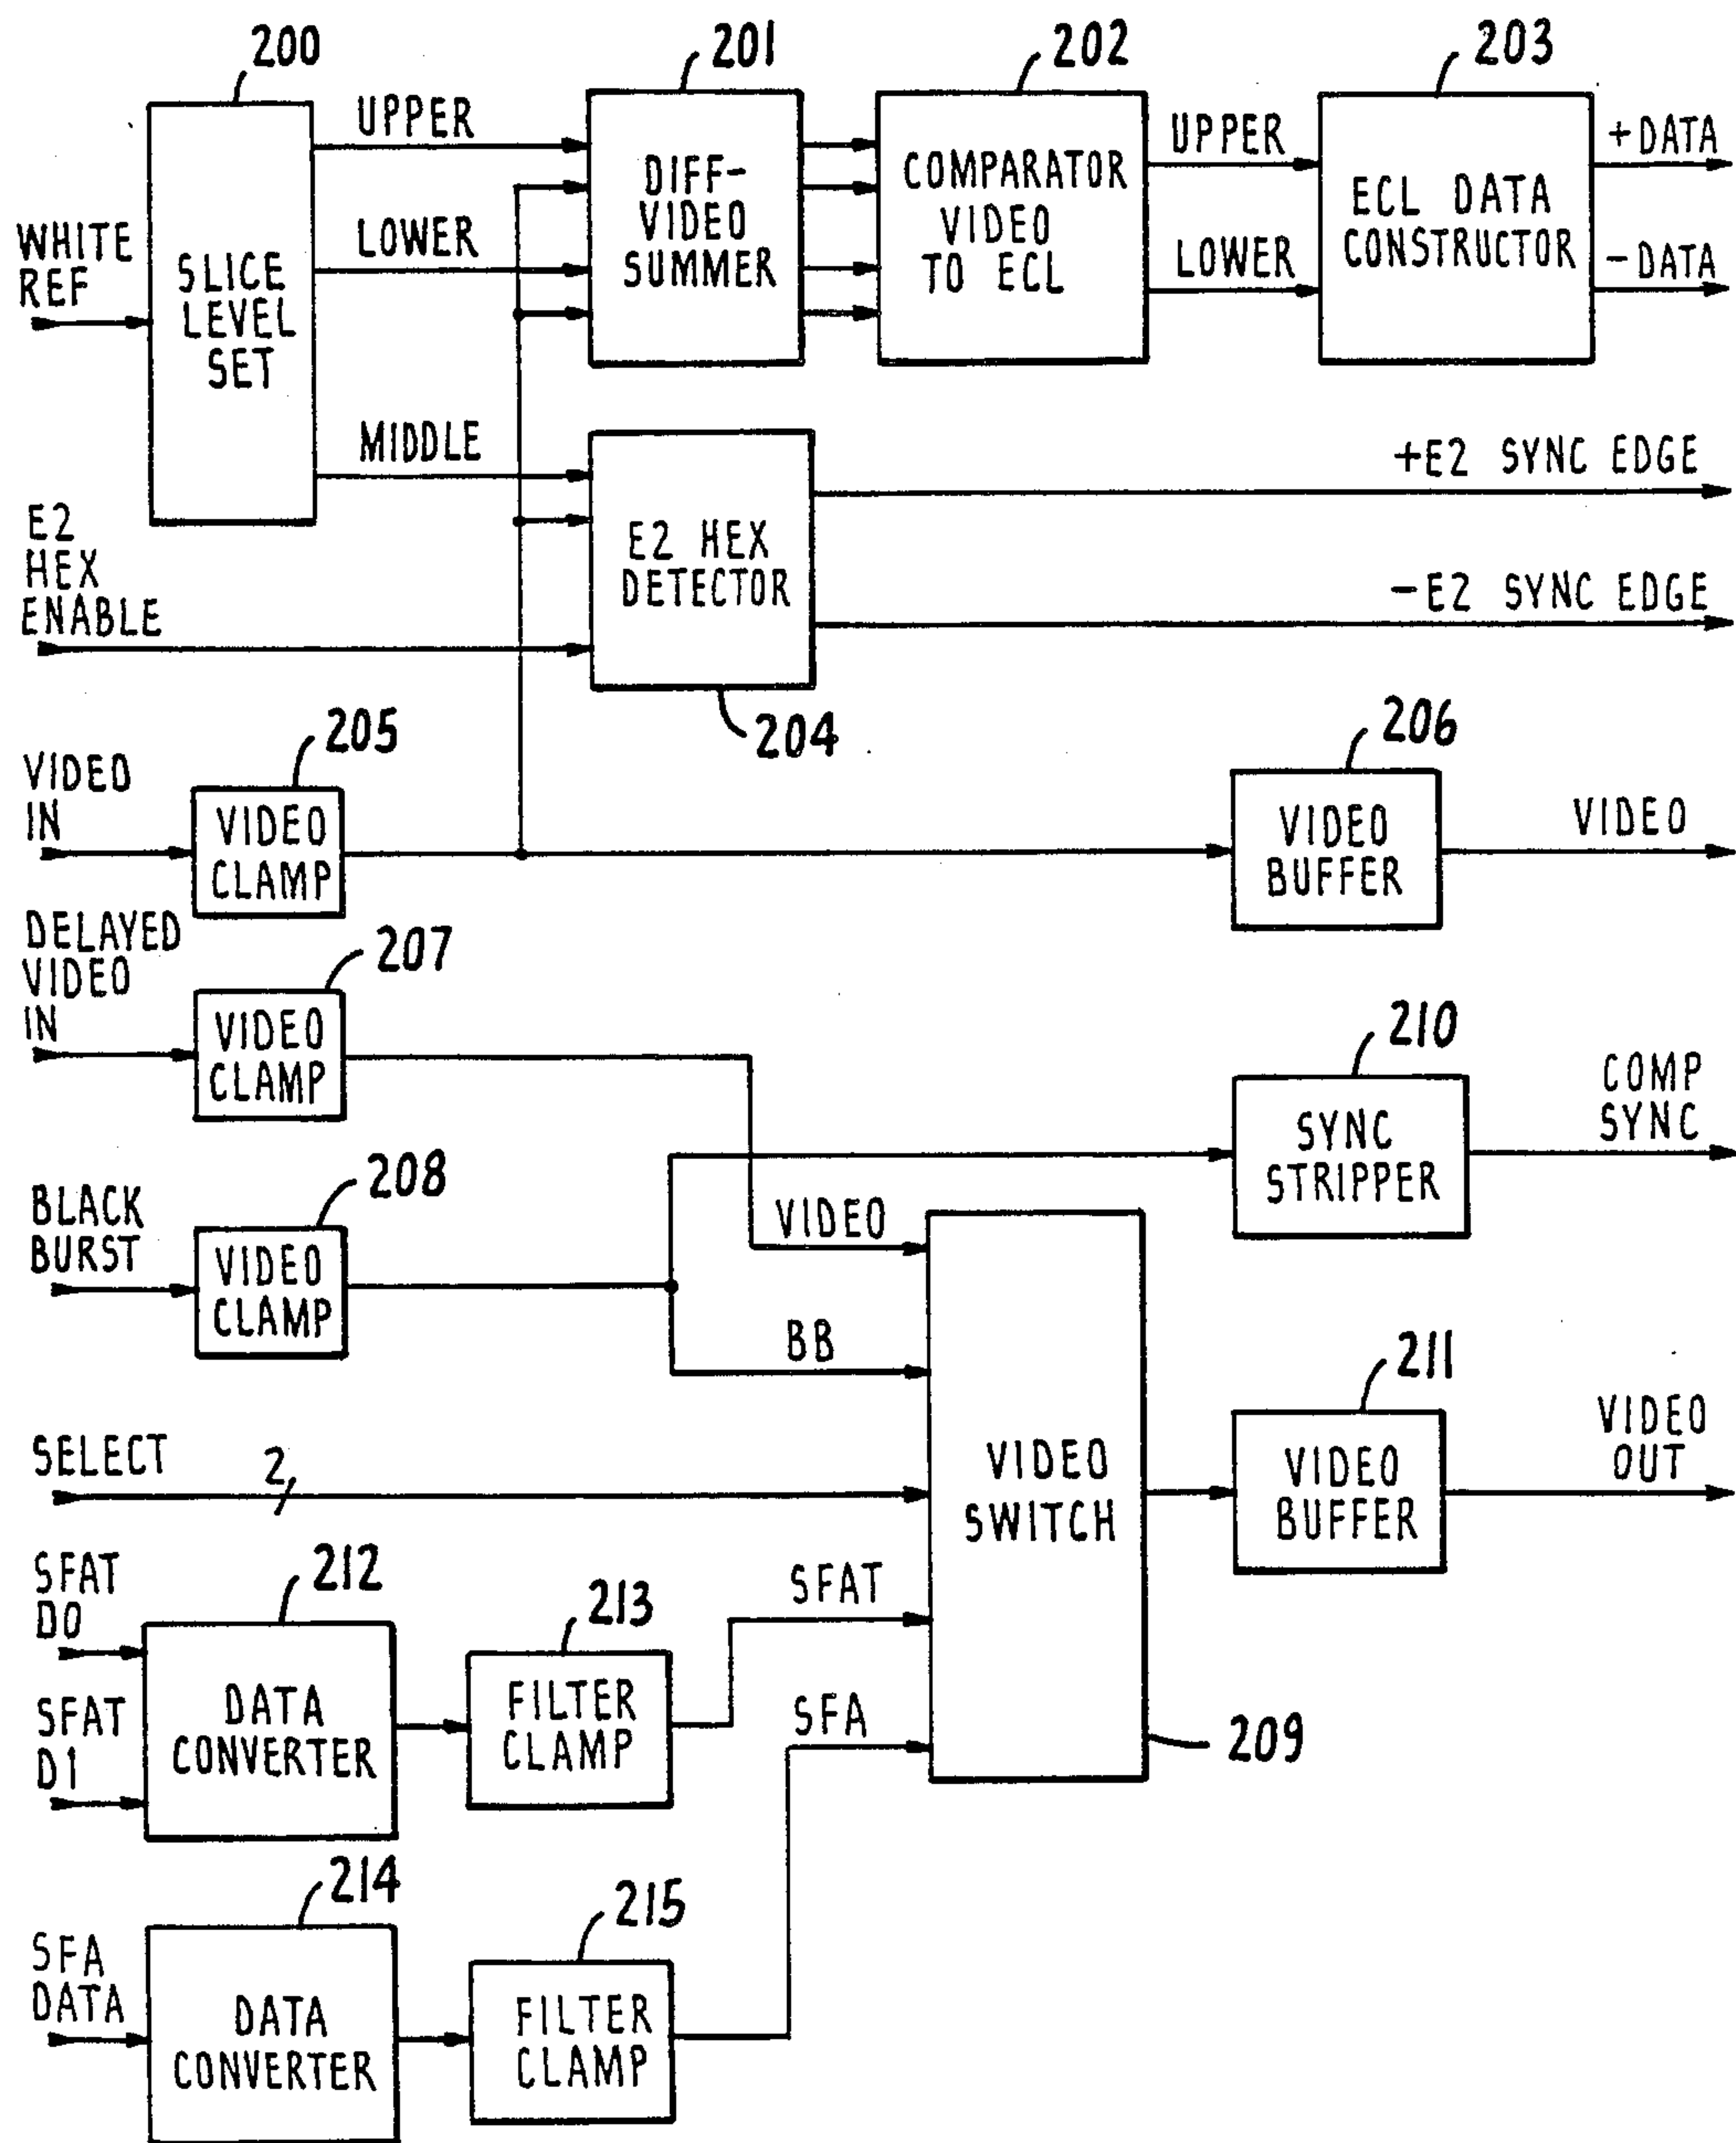 200
201
202
203
WHITE
REF
SLICE
LEVEL
SET
UPPER
LOWER
MIDDLE
DIFF-
VIDEO
SUMMER
COMPARATOR
VIDEO
TO ECL
UPPER
LOWER
ECL DATA
CONSTRUCTOR
+DATA
-DATA
E2
HEX
ENABLE
E2 HEX
DETECTOR
204
+E2 SYNC EDGE
-E2 SYNC EDGE
VIDEO
IN
205
VIDEO
CLAMP
206
VIDEO
BUFFER
VIDEO
DELAYED
VIDEO
IN
207
VIDEO
CLAMP
210
SYNC
STRIPPER
COMP
SYNC
BLACK
BURST
208
VIDEO
CLAMP
VIDEO
BB
SELECT
2
VIDEO
SWITCH
209
211
VIDEO
BUFFER
VIDEO
OUT
SFAT
D0
SFAT
D1
212
DATA
CONVERTER
213
FILTER
CLAMP
SFAT
SFA
SFA
DATA
214
DATA
CONVERTER
215
FILTER
CLAMP